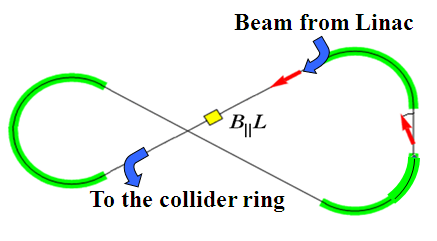 Beam from Linac
B||L
To the collider ring